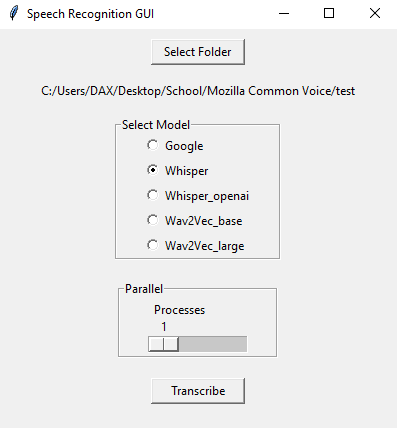 Speech Recognition GUI
Select Folder
C:/Users/DAX/Desktop/School/Mozilla Common Voice/test
Select Model
Google
Whisper
Whisper_openai
Wav2Vec_base
Wav2Vec_large
Parallel
Processes
1
Transcribe